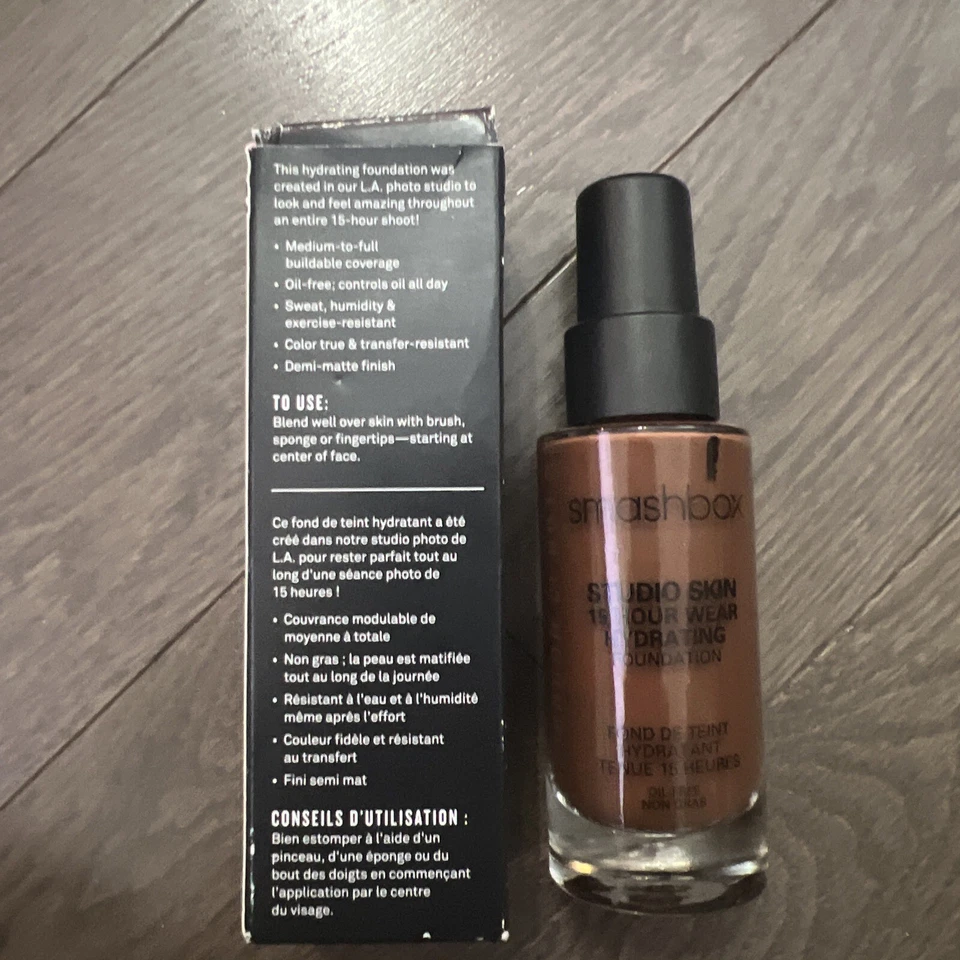 This hydrating foundation was
created in our L.A. photo studio to
look and feel amazing throughout
an entire 15-hour shoot!
• Medium-to-full
buildable coverage
• Oil-free; controls oil all day
• Sweat, humidity &
exercise-resistant
• Color true & transfer-resistant
• Demi-matte finish
TO USE:
Blend well over skin with brush,
sponge or fingertips—starting at
center of face.
Ce fond de teint hydratant a été
créé dans notre studio photo de
L.A. pour rester parfait tout au
long d'une séance photo de
15 heures !
• Couvrance modulable de
moyenne à totale
• Non gras ; la peau est matifiée
tout au long de la journée
• Résistant à l'eau et à l'humidité
même après l'effort
• Couleur fidèle et résistant
au transfert
• Fini semi mat
CONSEILS D'UTILISATION :
Bien estomper à l'aide d'un
pinceau, d'une éponge ou du
bout des doigts en commençant
l'application par le centre
du visage.
smashbox
STUDIO SKIN
15 HOUR WEAR
HYDRATING
FOUNDATION
FOND DE TEINT
HYDRATANT
TENUE 15 HEURES
OIL-FREE
NON GRAS